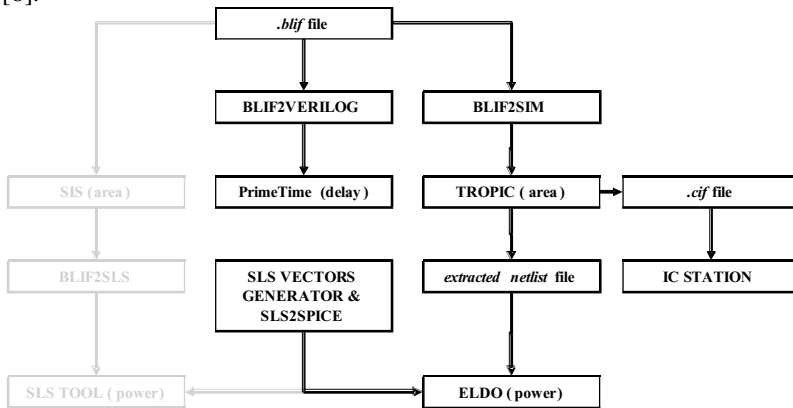 [6].
.blif file
BLIF2VERILOG
BLIF2SIM
SIS (area)
PrimeTime (delay)
TROPIC ( area)
.cif file
BLIF2SLS
SLS VECTORS
GENERATOR &
SLS2SPICE
extracted netlist file
IC STATION
SLS TOOL ( power)
ELDO ( power)